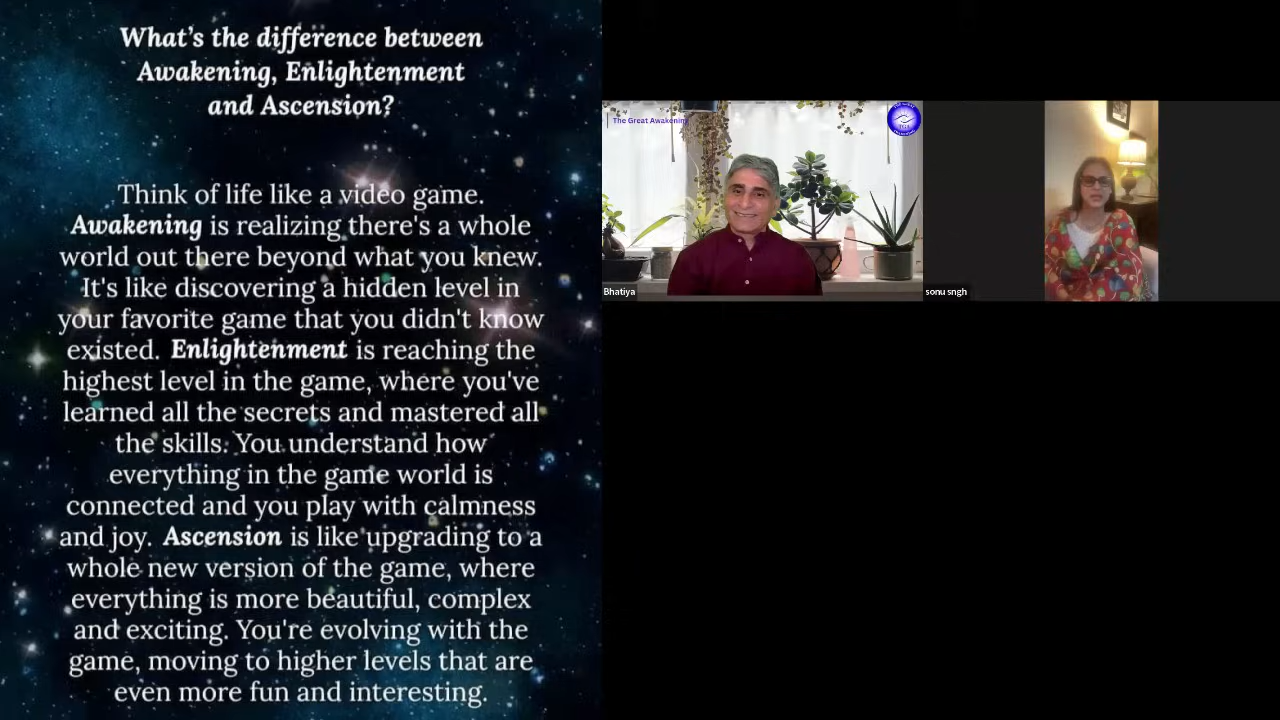 What's the difference between
Awakening, Enlightenment
and Ascension?
Think of life like a video game.
Awakening is realizing there's a whole
world out there beyond what you knew.
It's like discovering a hidden level in
your favorite game that you didn't know
existed. Enlightenment is reaching the
highest level in the game, where you've
learned all the secrets and mastered all
the skills. You understand how
everything in the game world is
connected and you play with calmness
and joy. Ascension is like upgrading to a
whole new version of the game, where
everything is more beautiful, complex
and exciting. You're evolving with the
game, moving to higher levels that are
even more fun and interesting.
The Great Awakening
Bhatiya
sonu sngh